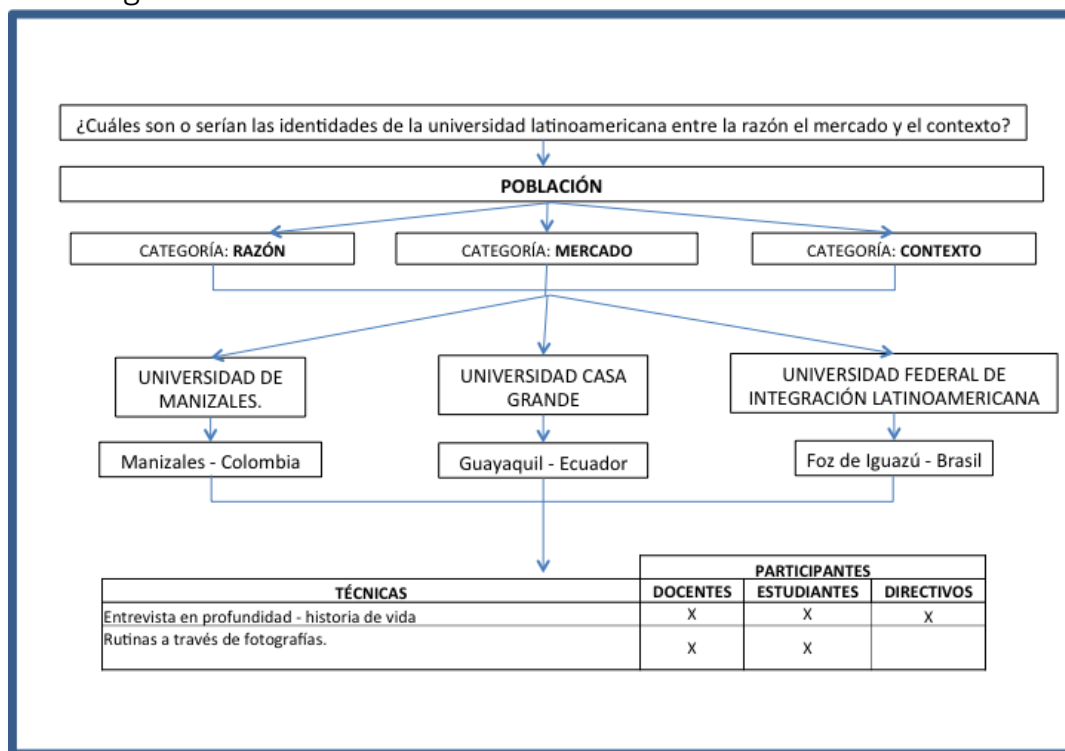 ¿Cuáles son o serían las identidades de la universidad latinoamericana entre la razón el mercado y el contexto?
POBLACIÓN
CATEGORÍA: RAZÓN
CATEGORÍA: MERCADO
CATEGORÍA: CONTEXTO
UNIVERSIDAD DE
MANIZALES.
UNIVERSIDAD CASA
GRANDE
UNIVERSIDAD FEDERAL DE
INTEGRACIÓN LATINOAMERICANA
Manizales - Colombia
Guayaquil - Ecuador
Foz de Iguazú - Brasil
PARTICIPANTES
TÉCNICAS DOCENTES ESTUDIANTES DIRECTIVOS
Entrevista en profundidad - historia de vida X X X
Rutinas a través de fotografías. X X